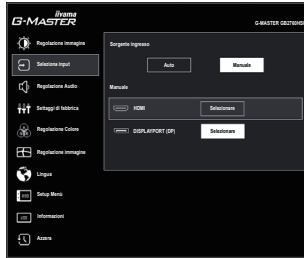 iiyama
G-MASTER
G-MASTER GB2760HSU
Regolazione Immagine
Seleziona Input
Regolazione Audio
Settaggi di fabbrica
Regolazione Colore
Regolazione Immagine
Lingua
Setup Menù
Informazioni
Azzera
Sorgente ingresso
Auto
Manuale
Manuale
HDMI
Selezionare
DISPLAYPORT (DP)
Selezionare